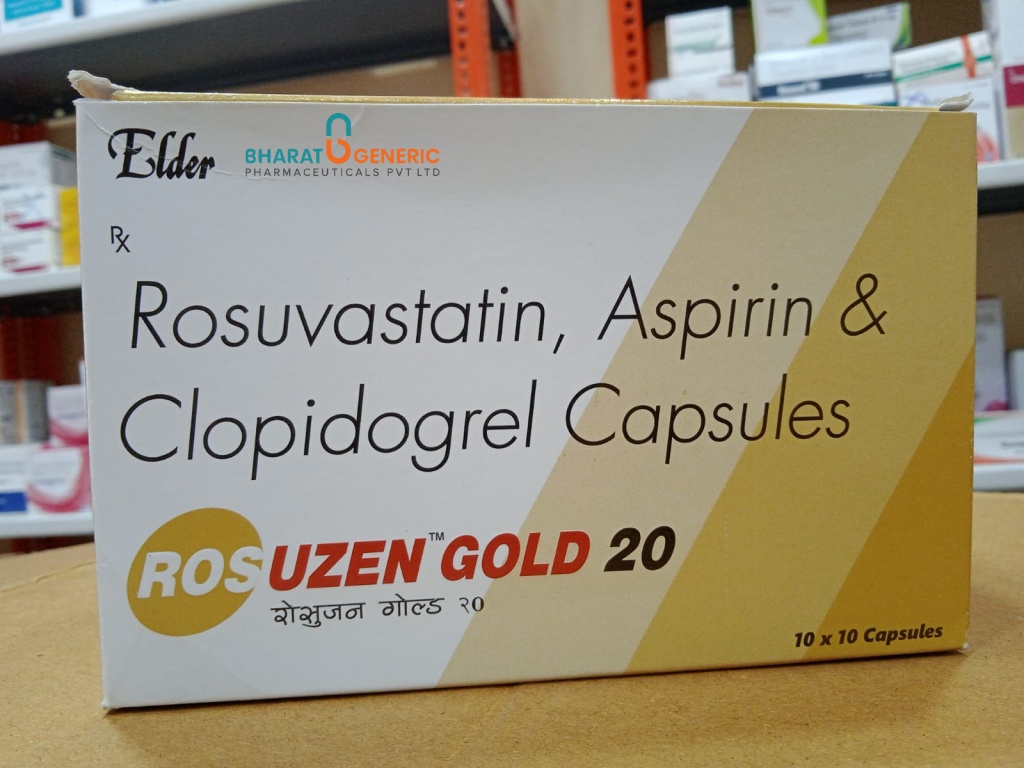 Elder
BHARAT GENERIC
PHARMACEUTICALS PVT LTD
Rx
Rosuvastatin, Aspirin &
Clopidogrel Capsules
ROSUZEN™ GOLD 20
रोसुजन गोल्ड २०
10 x 10 Capsules